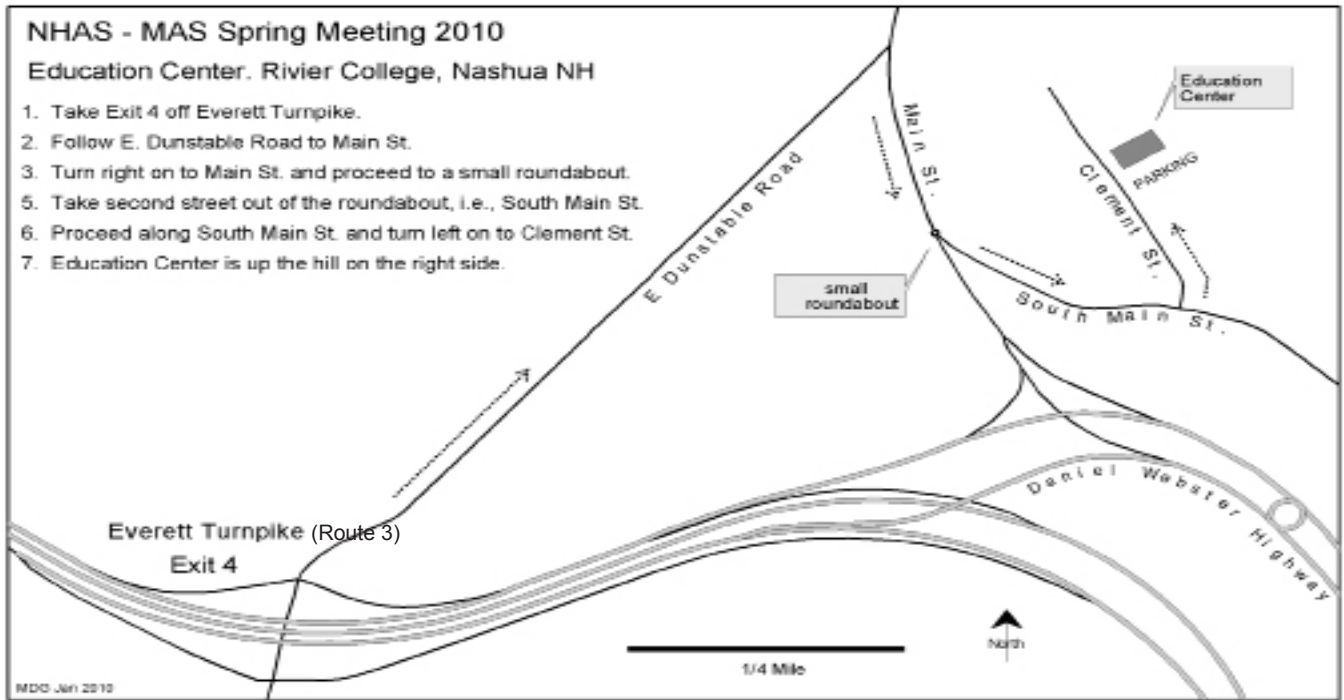 NHAS - MAS Spring Meeting 2010
Education Center. Rivier College, Nashua NH
1. Take Exit 4 off Everett Turnpike.
2. Follow E. Dunstable Road to Main St.
3. Turn right on to Main St. and proceed to a small roundabout.
5. Take second street out of the roundabout, i.e., South Main St.
6. Proceed along South Main St. and turn left on to Clement St.
7. Education Center is up the hill on the right side.
Education
Center
PARKING
Main St.
Clement St.
E Dunstable Road
small
roundabout
South Main St.
Daniel Webster Highway
Everett Turnpike (Route 3)
Exit 4
North
1/4 Mile
MDG Jan 2010